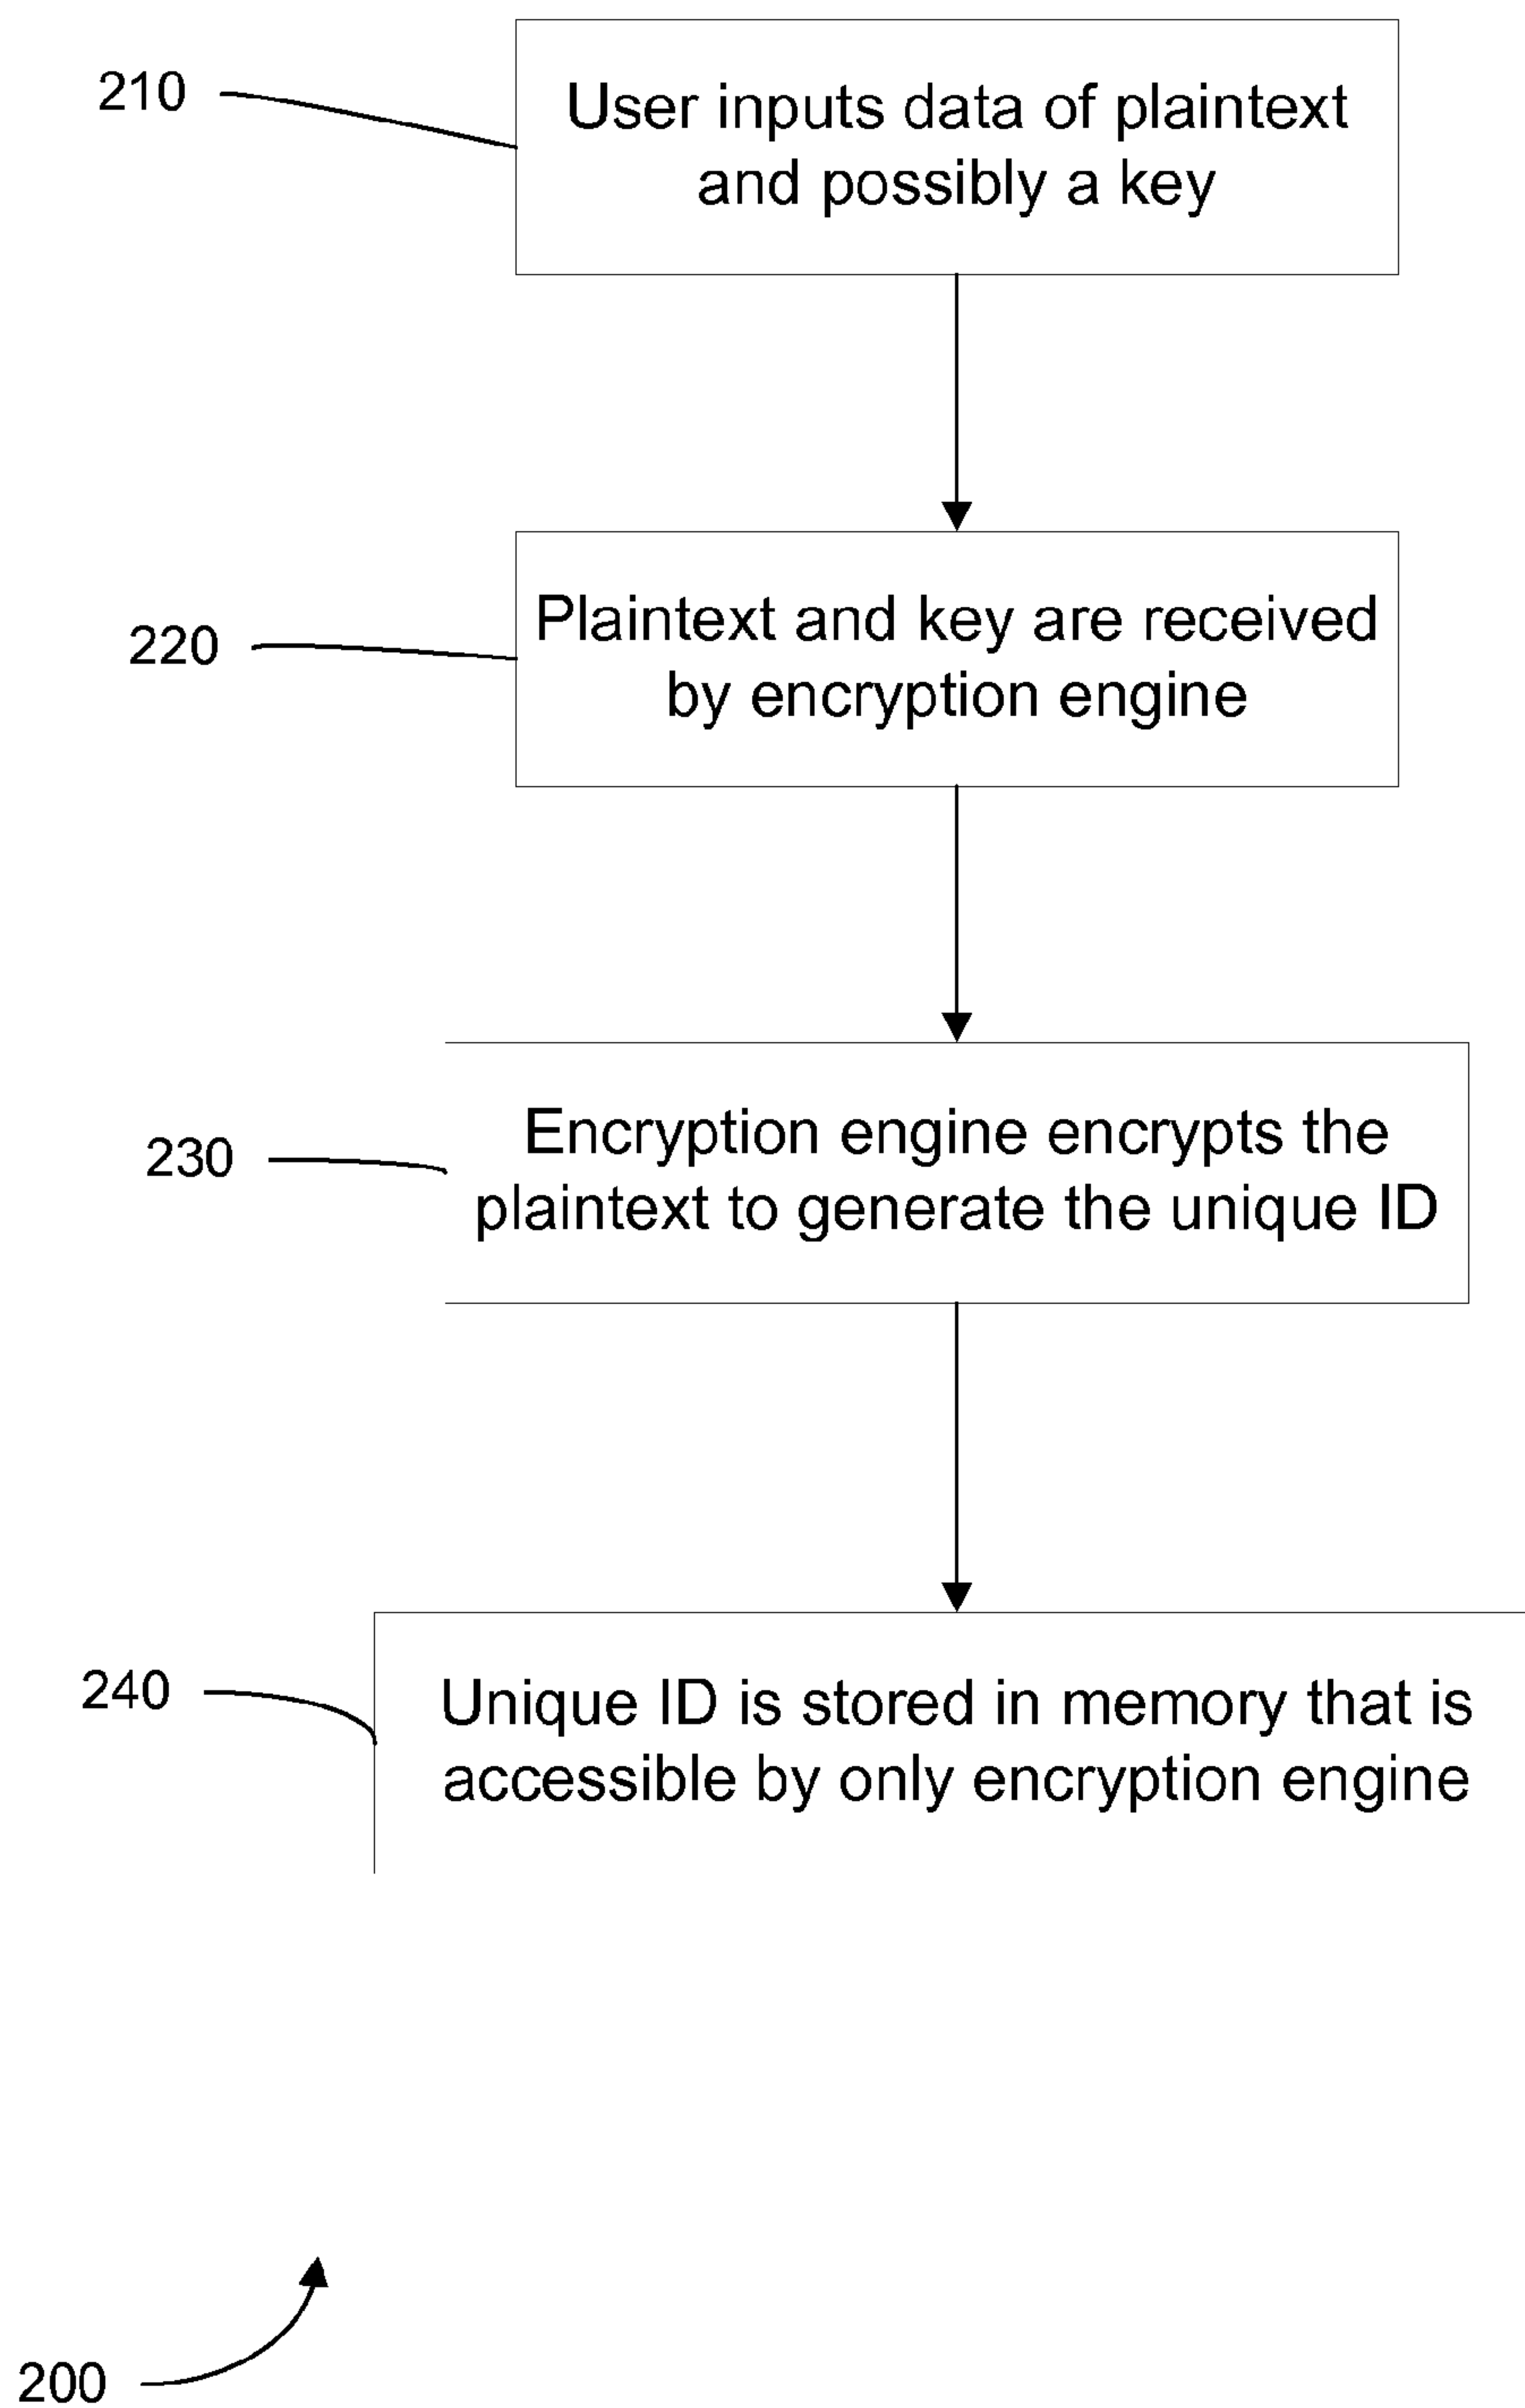 210
User inputs data of plaintext
and possibly a key
220
Plaintext and key are received
by encryption engine
230
Encryption engine encrypts the
plaintext to generate the unique ID
240
Unique ID is stored in memory that is
accessible by only encryption engine
200